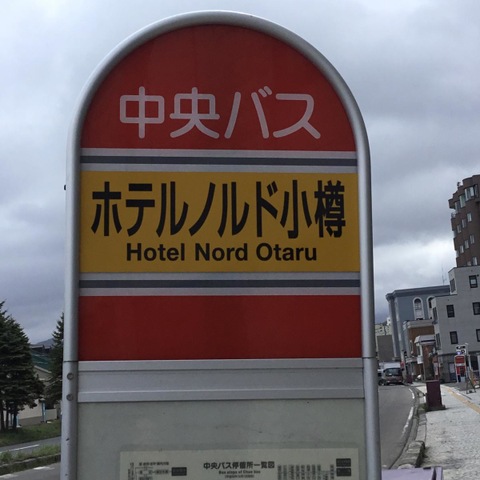 中央バス
ホテルノルド小樽
Hotel Nord Otaru
中央バス停留所一覧図